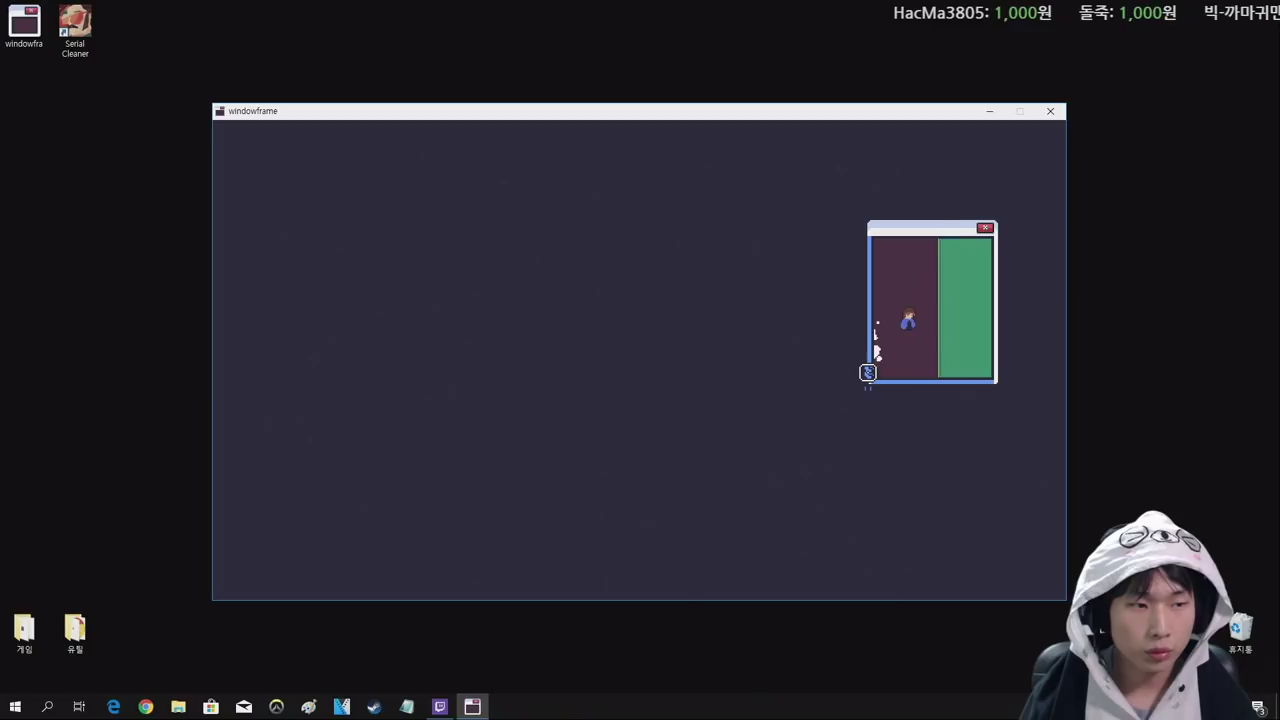 HacMa3805: 1,000원 돌죽: 1,000원 빅-까마귀
windowfra
Serial
Cleaner
windowframe
게임
유틸
휴지통
3